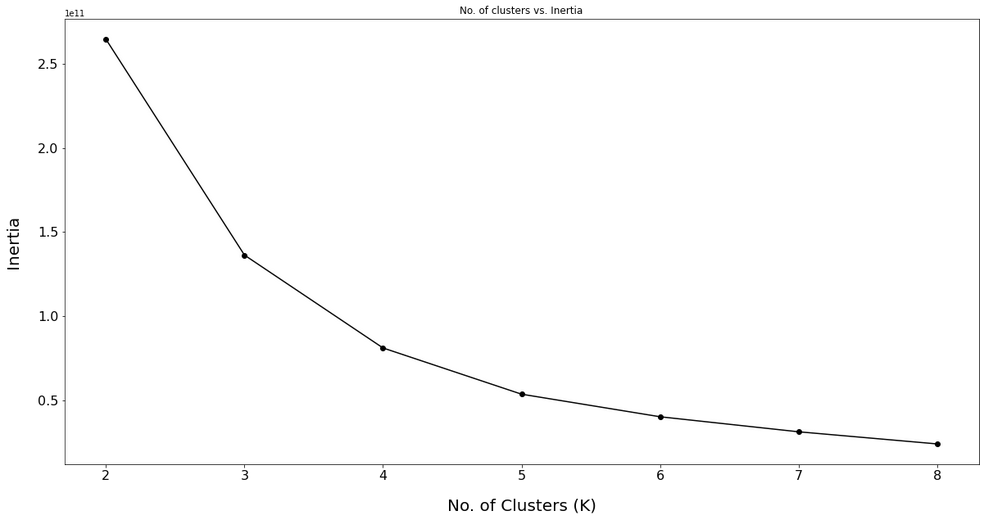 No. of clusters vs. Inertia
1e11
2.5
2.0
1.5
1.0
0.5
Inertia
2 3 4 5 6 7 8
No. of Clusters (K)